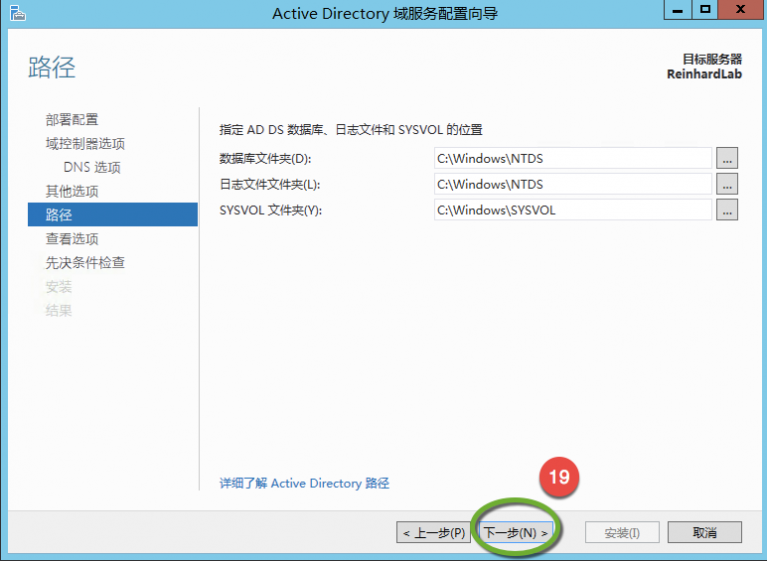 Active Directory 域服务配置向导
路径
目标服务器
ReinhardLab
部署配置
域控制器选项
DNS 选项
其他选项
路径
查看选项
先决条件检查
安装
结果
指定 AD DS 数据库、日志文件和 SYSVOL 的位置
数据库文件夹(D): C:\Windows\NTDS ...
日志文件文件夹(L): C:\Windows\NTDS ...
SYSVOL 文件夹(Y): C:\Windows\SYSVOL ...
详细了解 Active Directory 路径
19
< 上一步(P) 下一步(N) > 安装(I) 取消